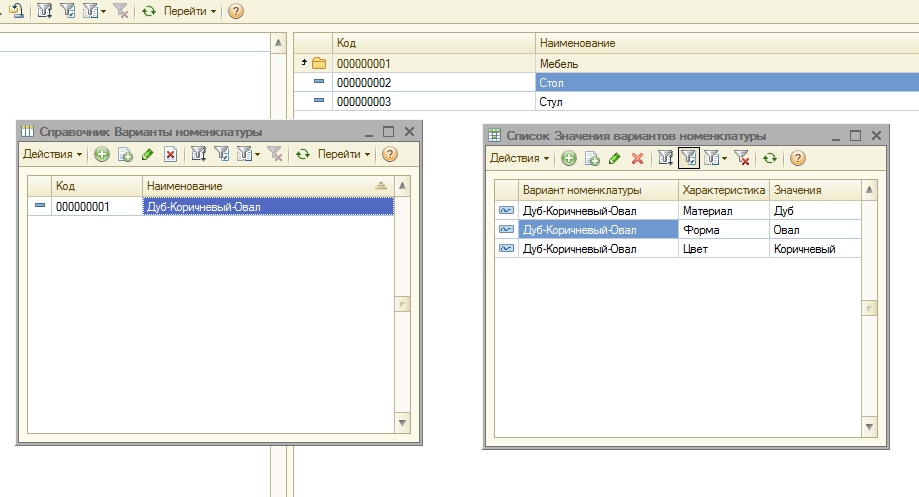 Перейти
Код Наименование
000000001 Мебель
000000002 Стол
000000003 Стул
Справочник Варианты номенклатуры
Действия Перейти
Код Наименование
000000001 Дуб-Коричневый-Овал
Список Значения вариантов номенклатуры
Действия
Вариант номенклатуры Характеристика Значения
Дуб-Коричневый-Овал Материал Дуб
Дуб-Коричневый-Овал Форма Овал
Дуб-Коричневый-Овал Цвет Коричневый